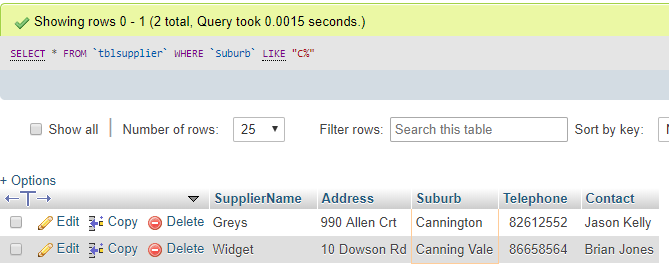 Showing rows 0 - 1 (2 total, Query took 0.0015 seconds.)
SELECT * FROM `tblsupplier` WHERE `Suburb` LIKE "C%"
Show all Number of rows: 25 Filter rows: Search this table Sort by key:
+ Options
SupplierName Address Suburb Telephone Contact
Edit Copy Delete Greys 990 Allen Crt Cannington 82612552 Jason Kelly
Edit Copy Delete Widget 10 Dowson Rd Canning Vale 86658564 Brian Jones